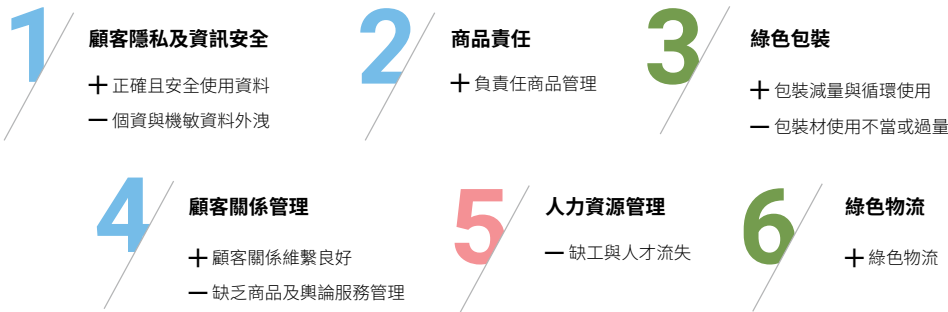 1
顧客隱私及資訊安全
+ 正確且安全使用資料
— 個資與機敏資料外洩
2
商品責任
+ 負責任商品管理
3
綠色包裝
+ 包裝減量與循環使用
— 包裝材使用不當或過量
4
顧客關係管理
+ 顧客關係維繫良好
— 缺乏商品及輿論服務管理
5
人力資源管理
— 缺工與人才流失
6
綠色物流
+ 綠色物流